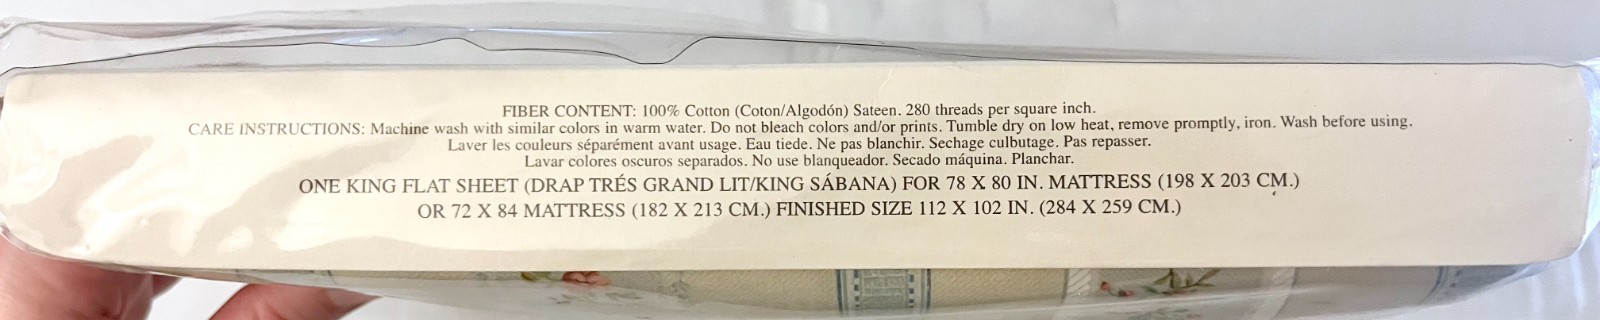 FIBER CONTENT: 100% Cotton (Coton/Algodón) Sateen. 280 threads per square inch.
CARE INSTRUCTIONS: Machine wash with similar colors in warm water. Do not bleach colors and/or prints. Tumble dry on low heat, remove promptly, iron. Wash before using.
Laver les couleurs séparément avant usage. Eau tiede. Ne pas blanchir. Sechage culbutage. Pas repasser.
Lavar colores oscuros separados. No use blanqueador. Secado máquina. Planchar.
ONE KING FLAT SHEET (DRAP TRÉS GRAND LIT/KING SÁBANA) FOR 78 X 80 IN. MATTRESS (198 X 203 CM.)
OR 72 X 84 MATTRESS (182 X 213 CM.) FINISHED SIZE 112 X 102 IN. (284 X 259 CM.)